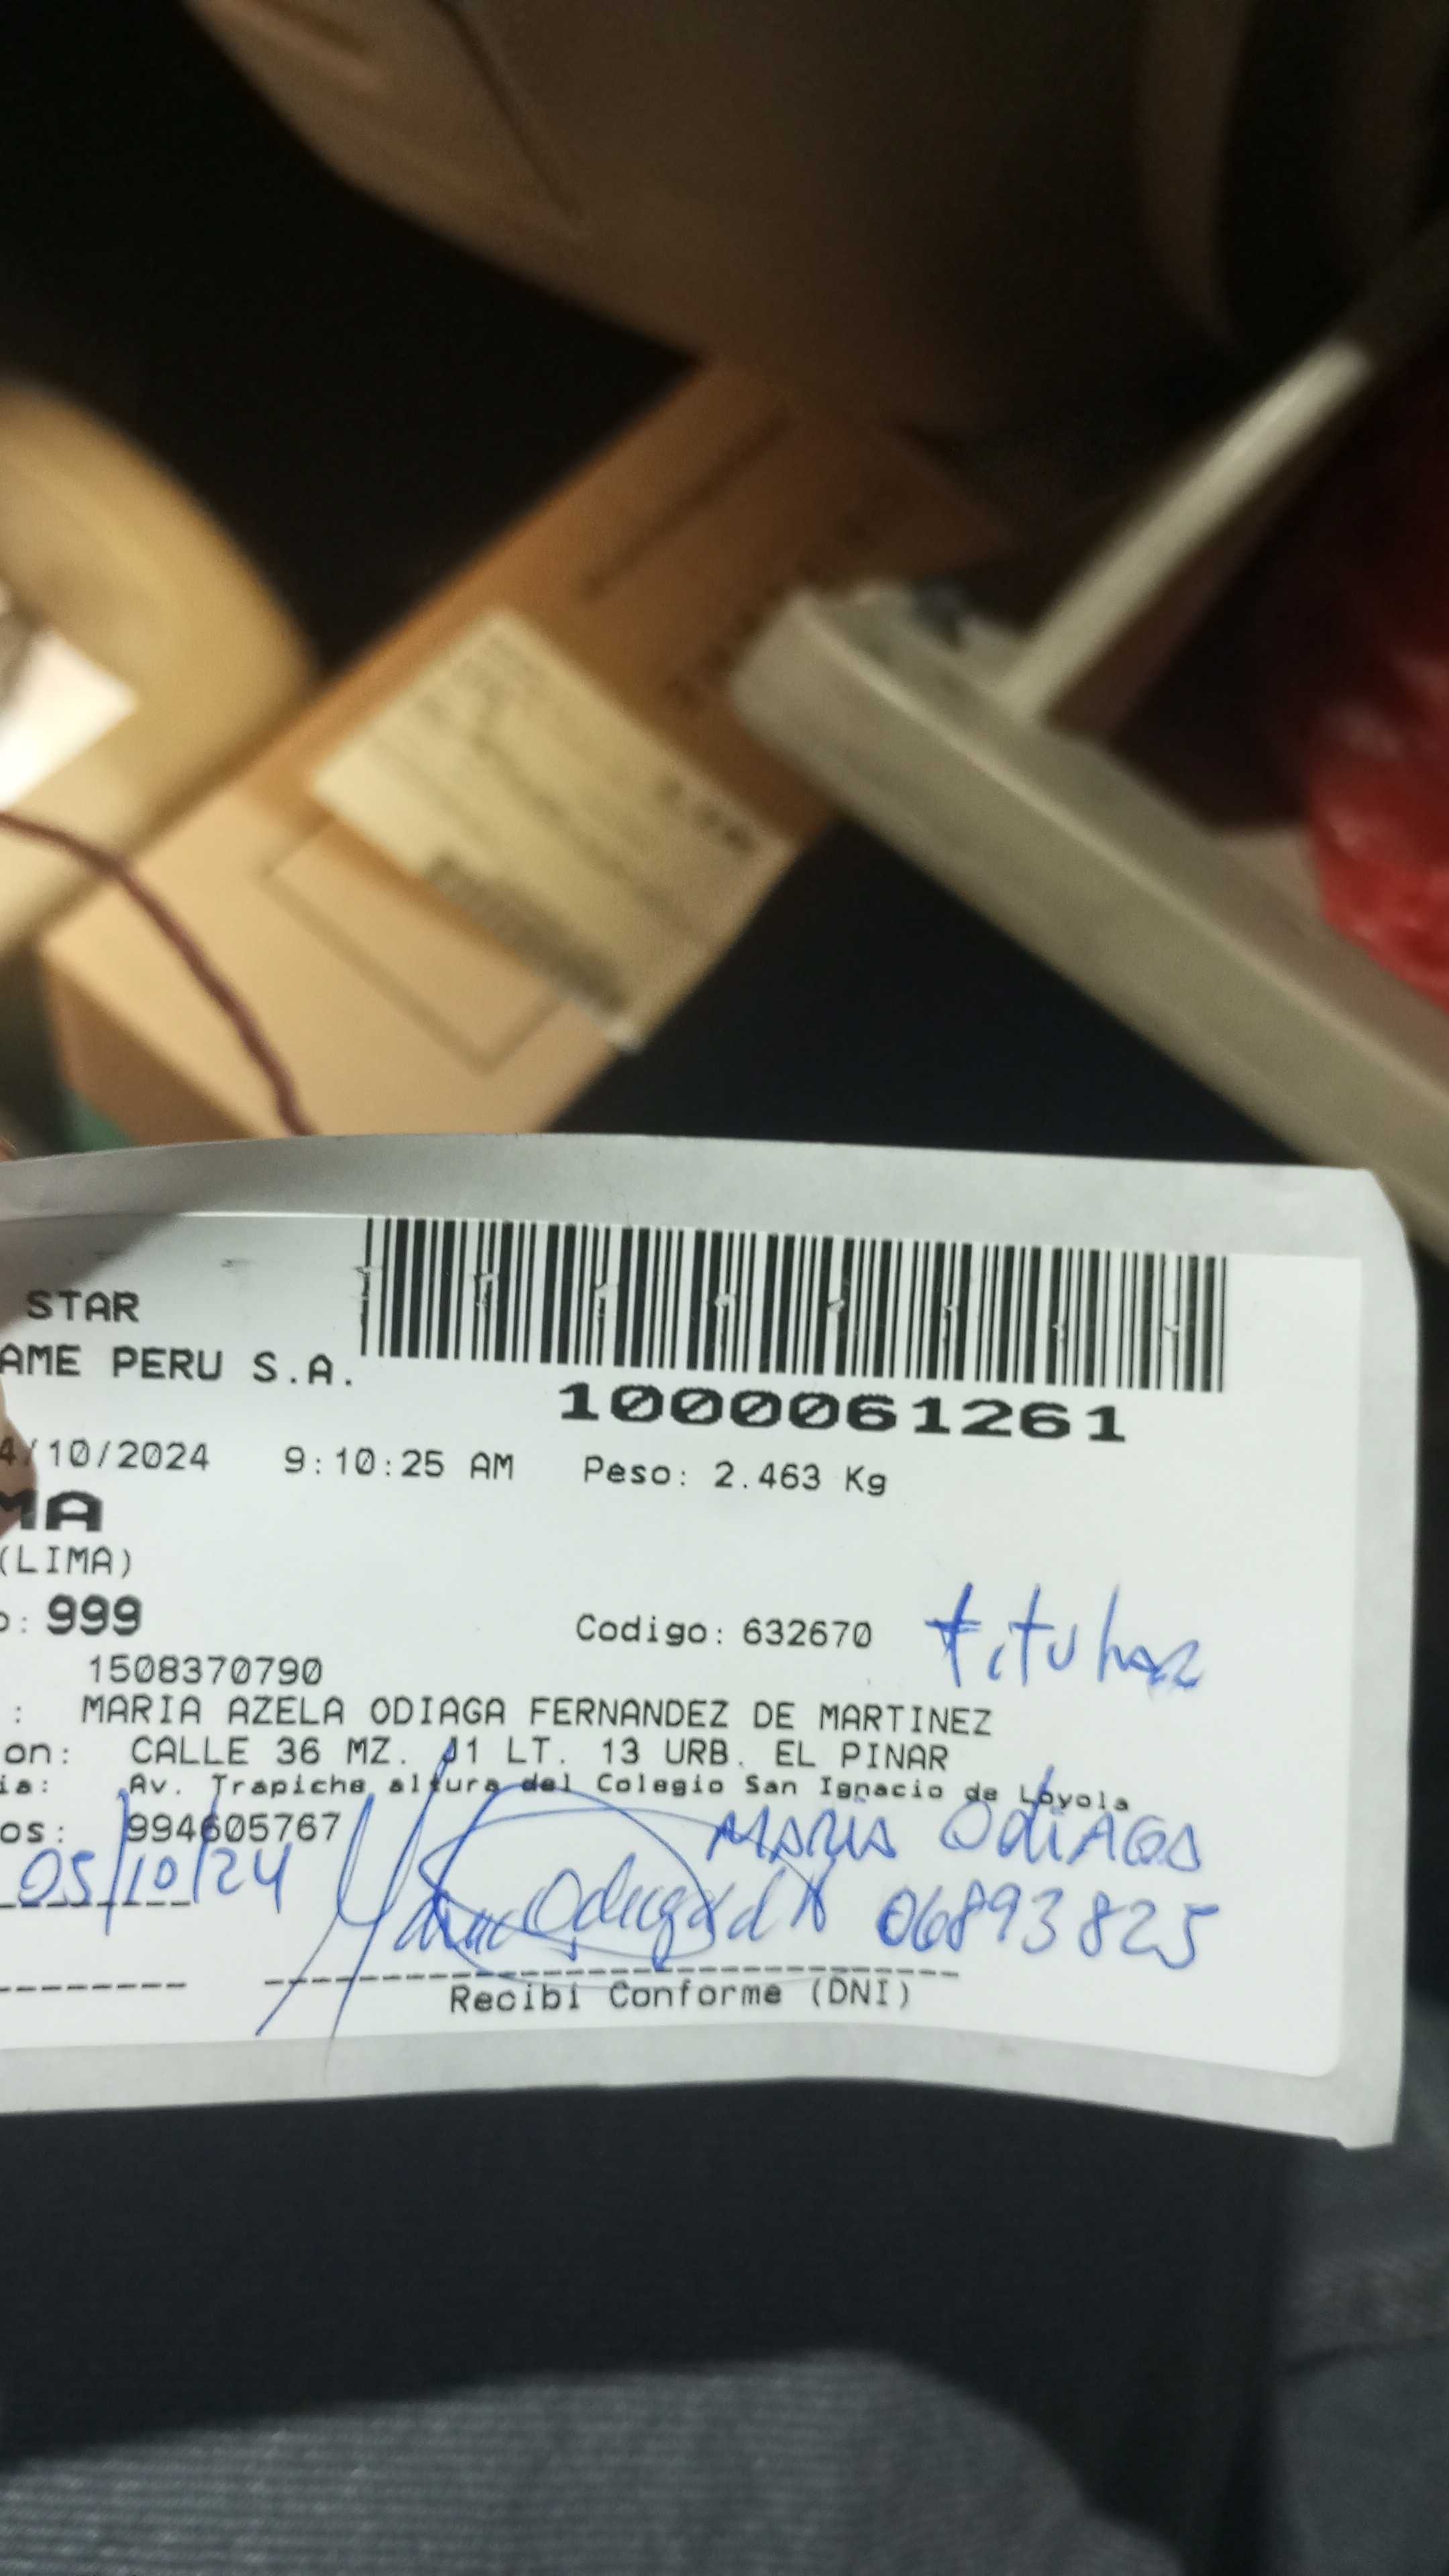 STAR
AME PERU S.A.
1000061261
4/10/2024 9:10:25 AM Peso: 2.463 Kg
MA
(LIMA)
o: 999 Codigo: 632670 titular
1508370790
: MARIA AZELA ODIAGA FERNANDEZ DE MARTINEZ
on: CALLE 36 MZ. J1 LT. 13 URB. EL PINAR
ia: Av. Trapiche altura del Colegio San Ignacio de Loyola
os: 994605767 MARIA ODIAGA
05/10/24 06893825
Recibi Conforme (DNI)